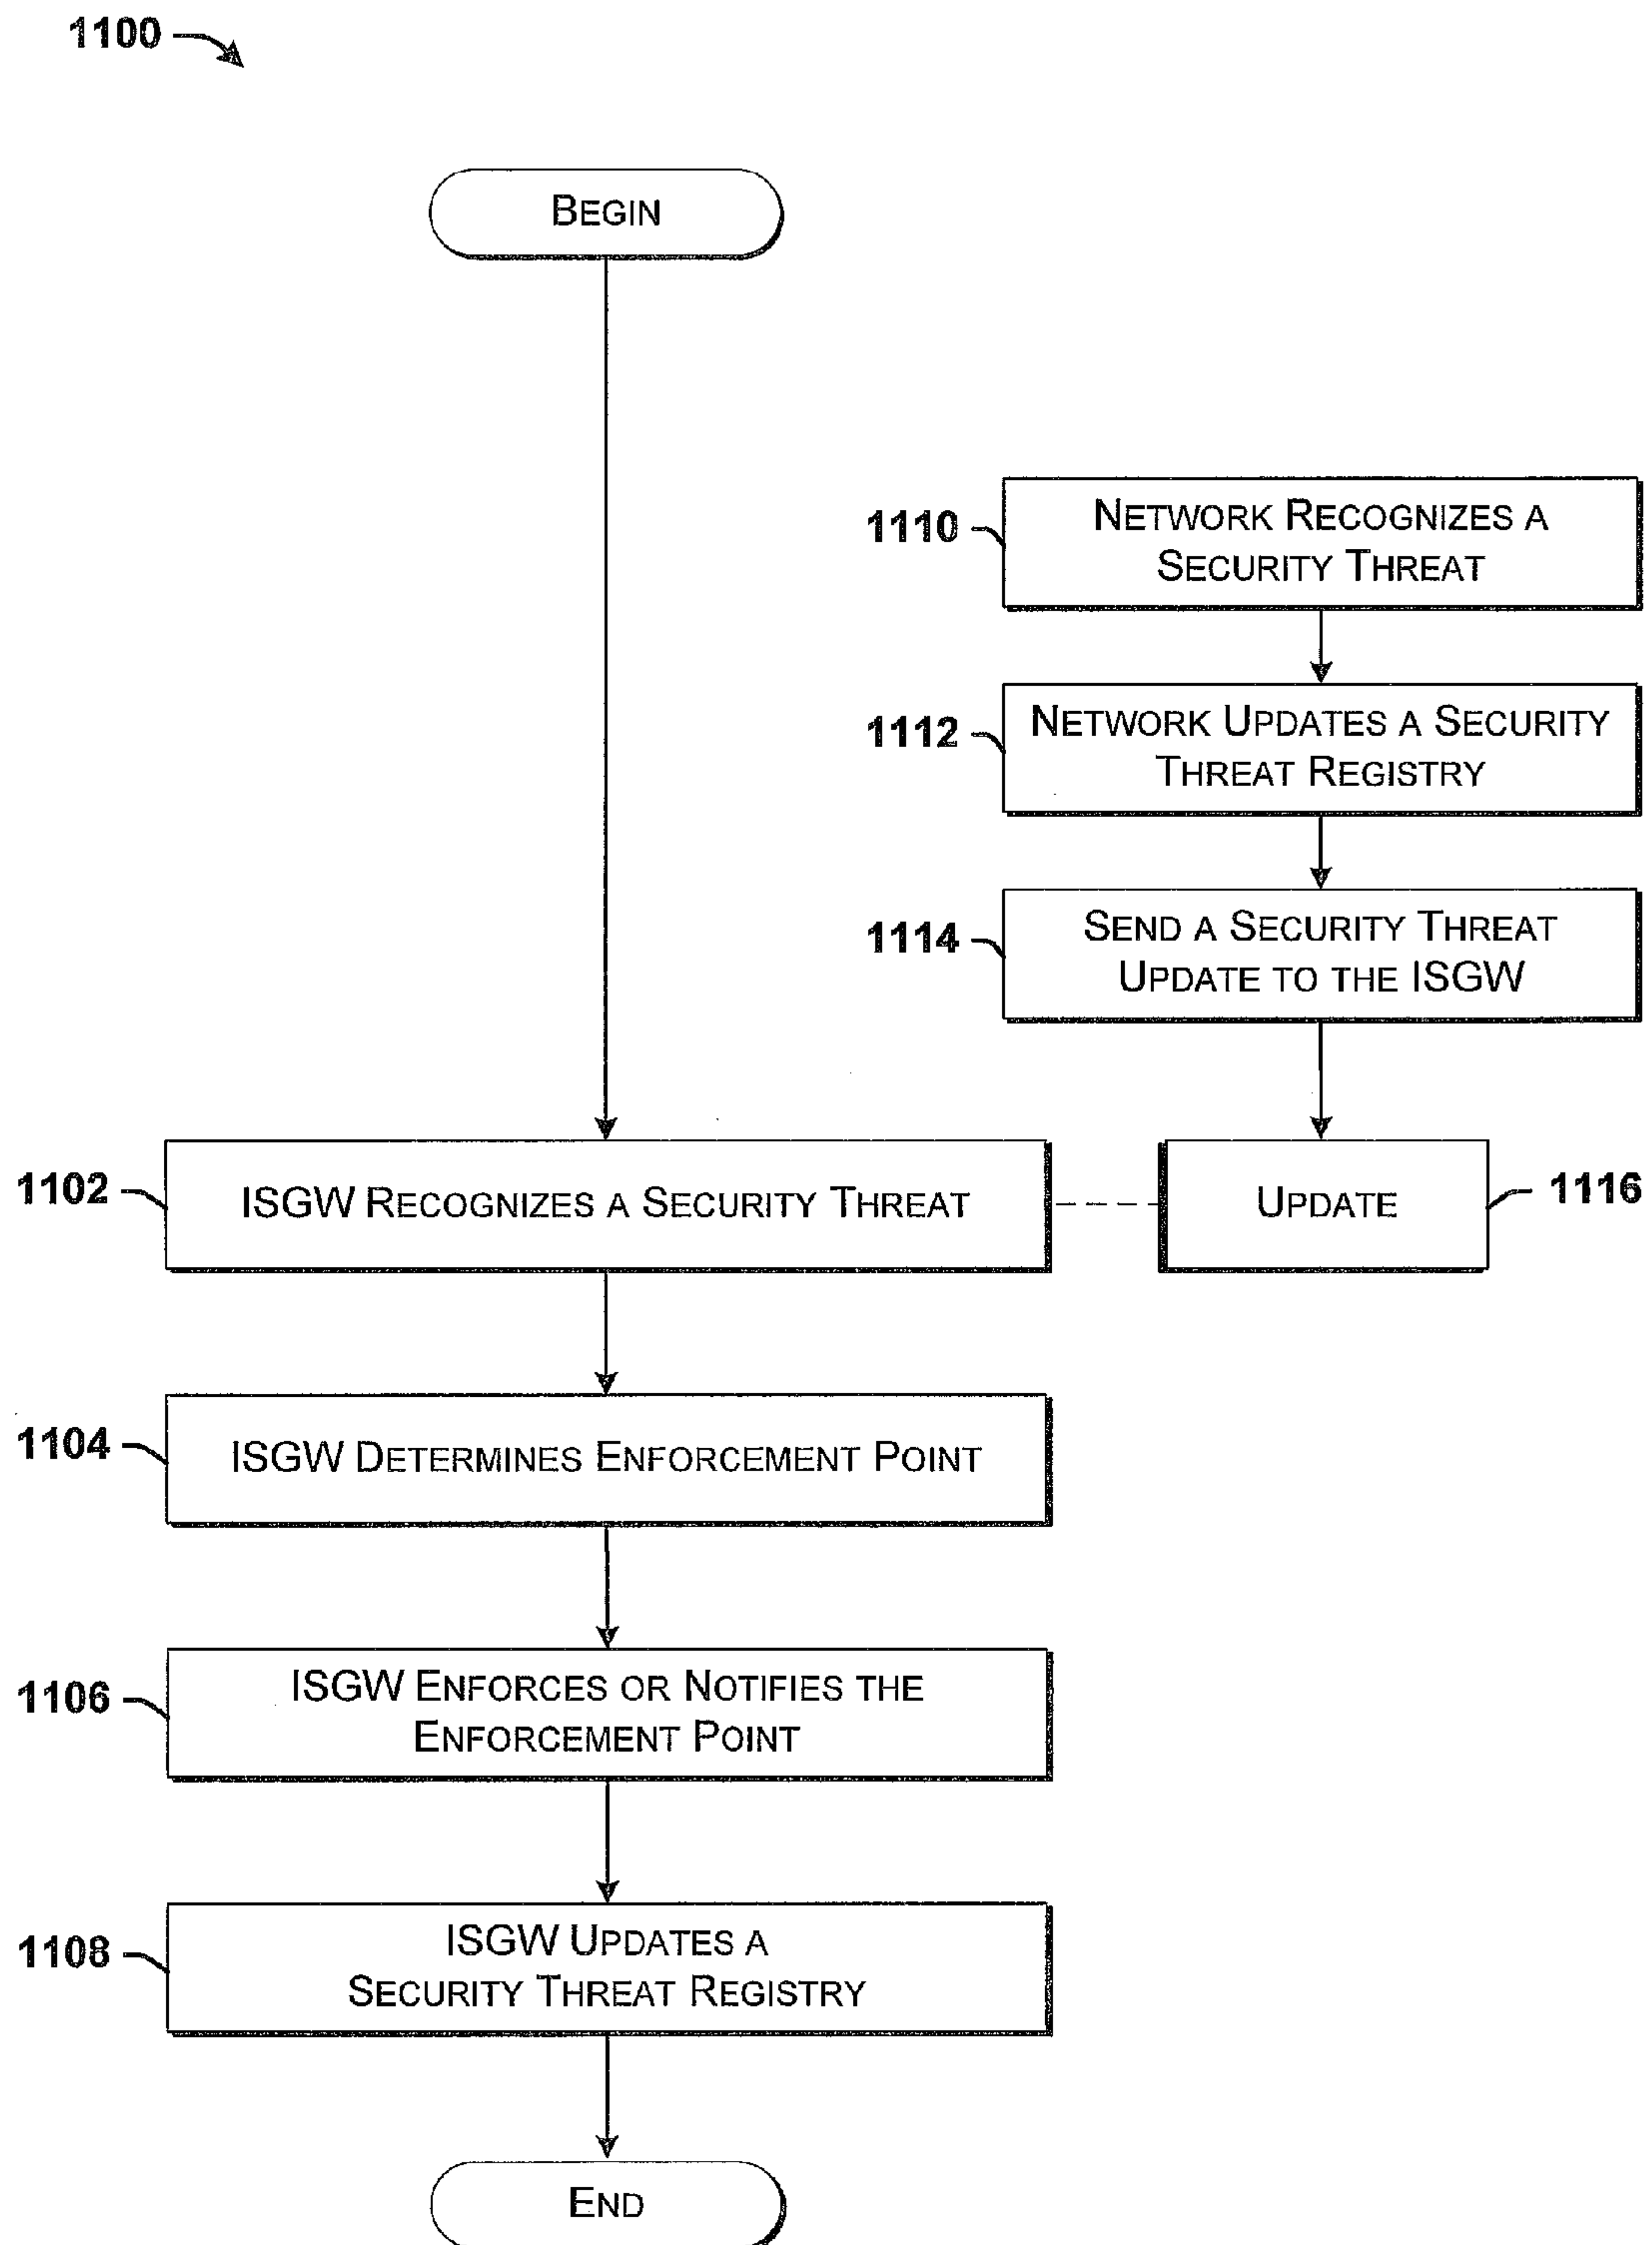 1100
BEGIN
1110
NETWORK RECOGNIZES A
SECURITY THREAT
1112
NETWORK UPDATES A SECURITY
THREAT REGISTRY
1114
SEND A SECURITY THREAT
UPDATE TO THE ISGW
1102
ISGW RECOGNIZES A SECURITY THREAT
UPDATE
1116
1104
ISGW DETERMINES ENFORCEMENT POINT
1106
ISGW ENFORCES OR NOTIFIES THE
ENFORCEMENT POINT
1108
ISGW UPDATES A
SECURITY THREAT REGISTRY
END